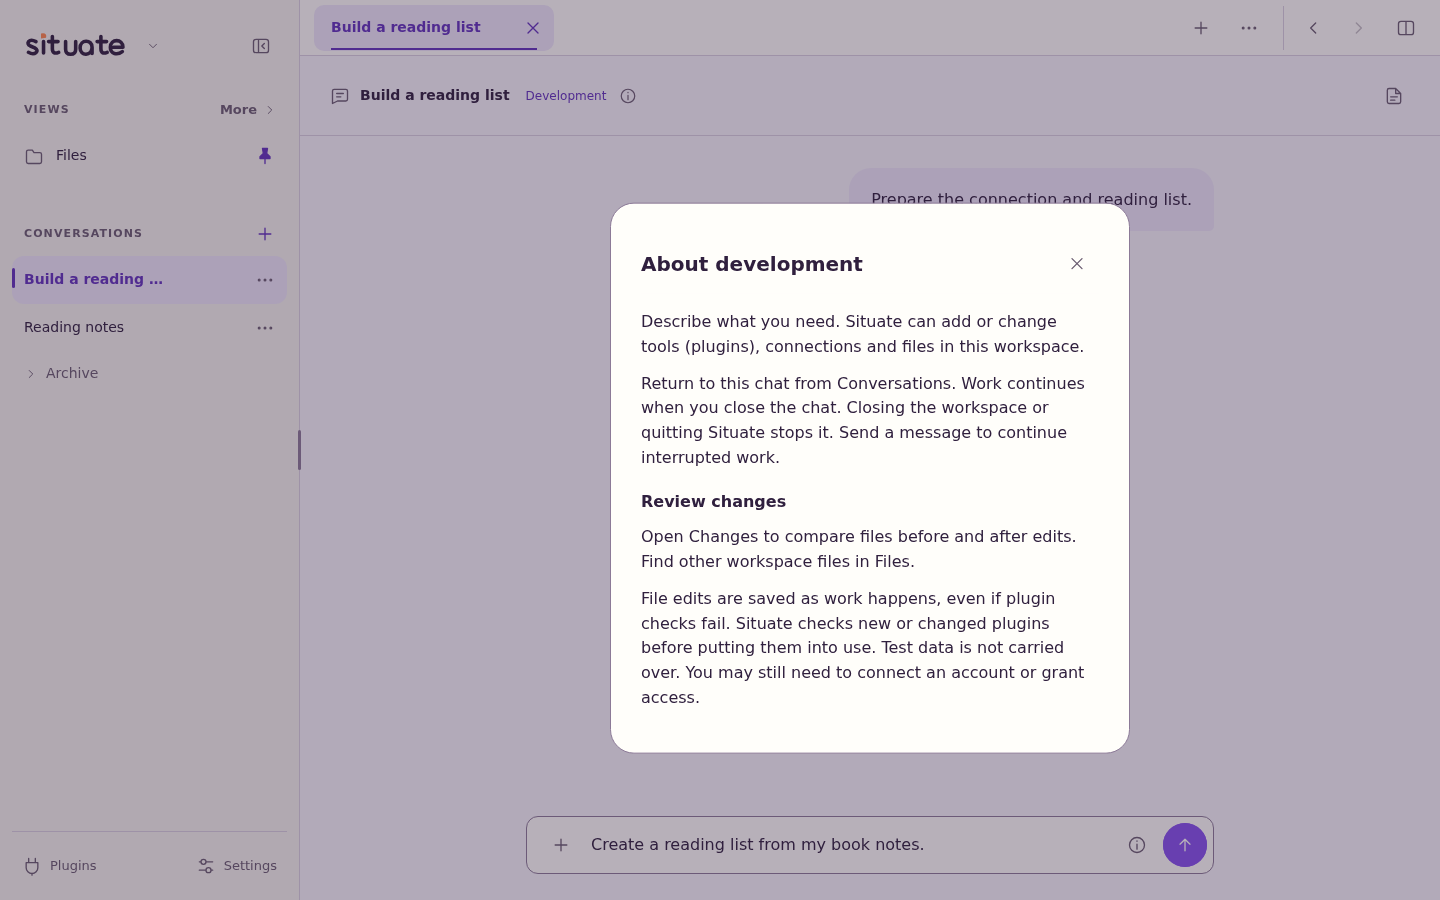 situate
VIEWS
More
Files
CONVERSATIONS
Build a reading ...
Reading notes
Archive
Plugins
Settings
Build a reading list
Build a reading list
Development
Prepare the connection and reading list.
About development
Describe what you need. Situate can add or change
tools (plugins), connections and files in this workspace.
Return to this chat from Conversations. Work continues
when you close the chat. Closing the workspace or
quitting Situate stops it. Send a message to continue
interrupted work.
Review changes
Open Changes to compare files before and after edits.
Find other workspace files in Files.
File edits are saved as work happens, even if plugin
checks fail. Situate checks new or changed plugins
before putting them into use. Test data is not carried
over. You may still need to connect an account or grant
access.
Create a reading list from my book notes.